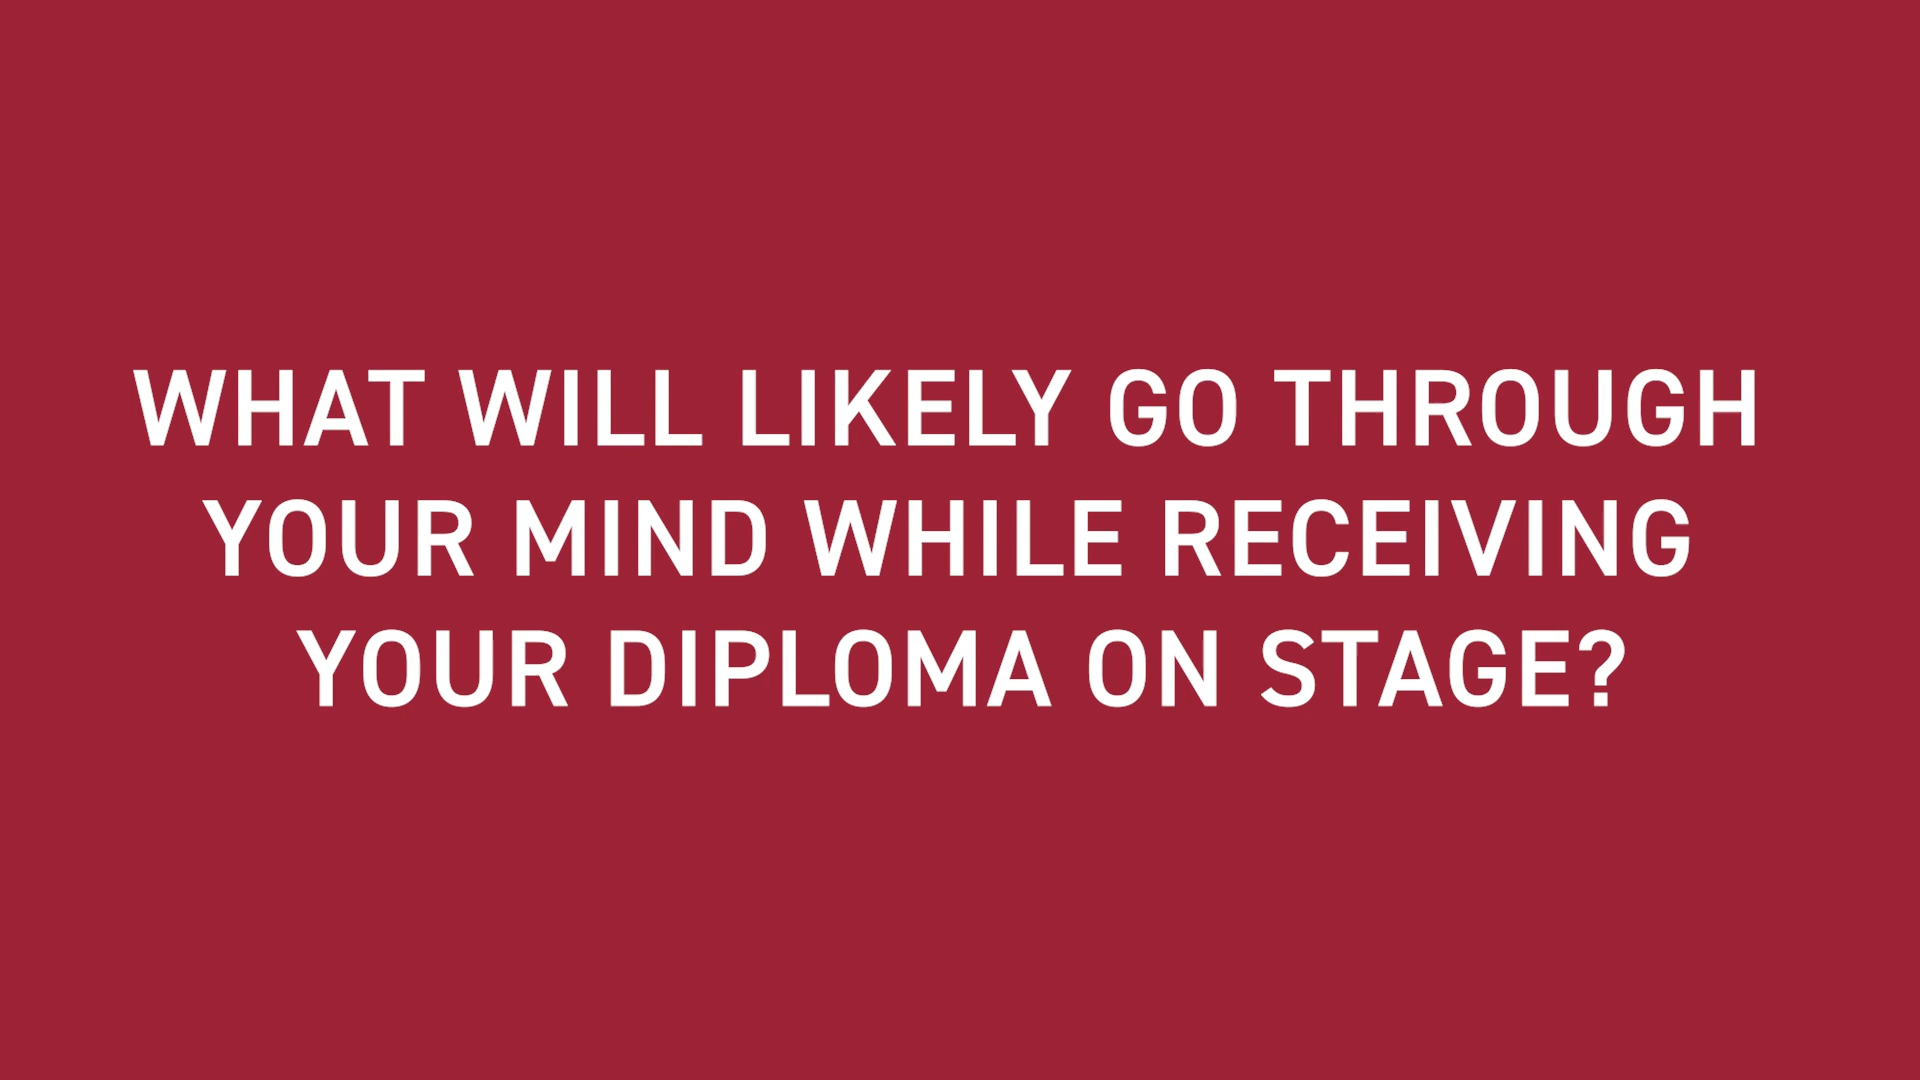 WHAT WILL LIKELY GO THROUGH
YOUR MIND WHILE RECEIVING
YOUR DIPLOMA ON STAGE?